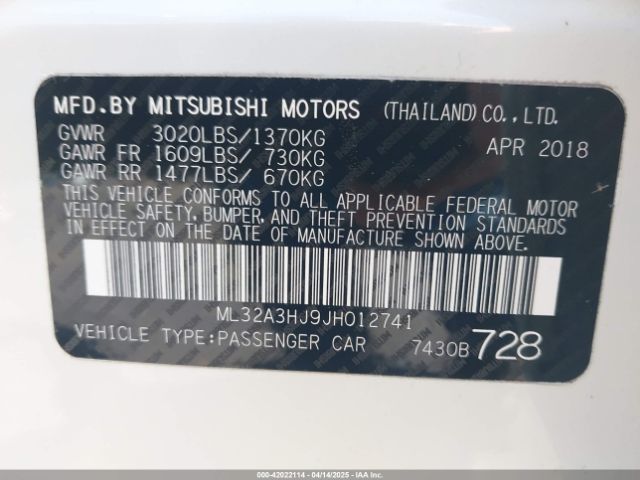 MFD.BY MITSUBISHI MOTORS (THAILAND)CO.,LTD.
GVWR 3020LBS/1370KG APR 2018
GAWR FR 1609LBS/ 730KG
GAWR RR 1477LBS/ 670KG
THIS VEHICLE CONFORMS TO ALL APPLICABLE FEDERAL MOTOR
VEHICLE SAFETY, BUMPER, AND THEFT PREVENTION STANDARDS
IN EFFECT ON THE DATE OF MANUFACTURE SHOWN ABOVE.
ML32A3HJ9JH012741
VEHICLE TYPE:PASSENGER CAR 7430B 728
000-42022114 - 04/14/2025 - IAAI.COM